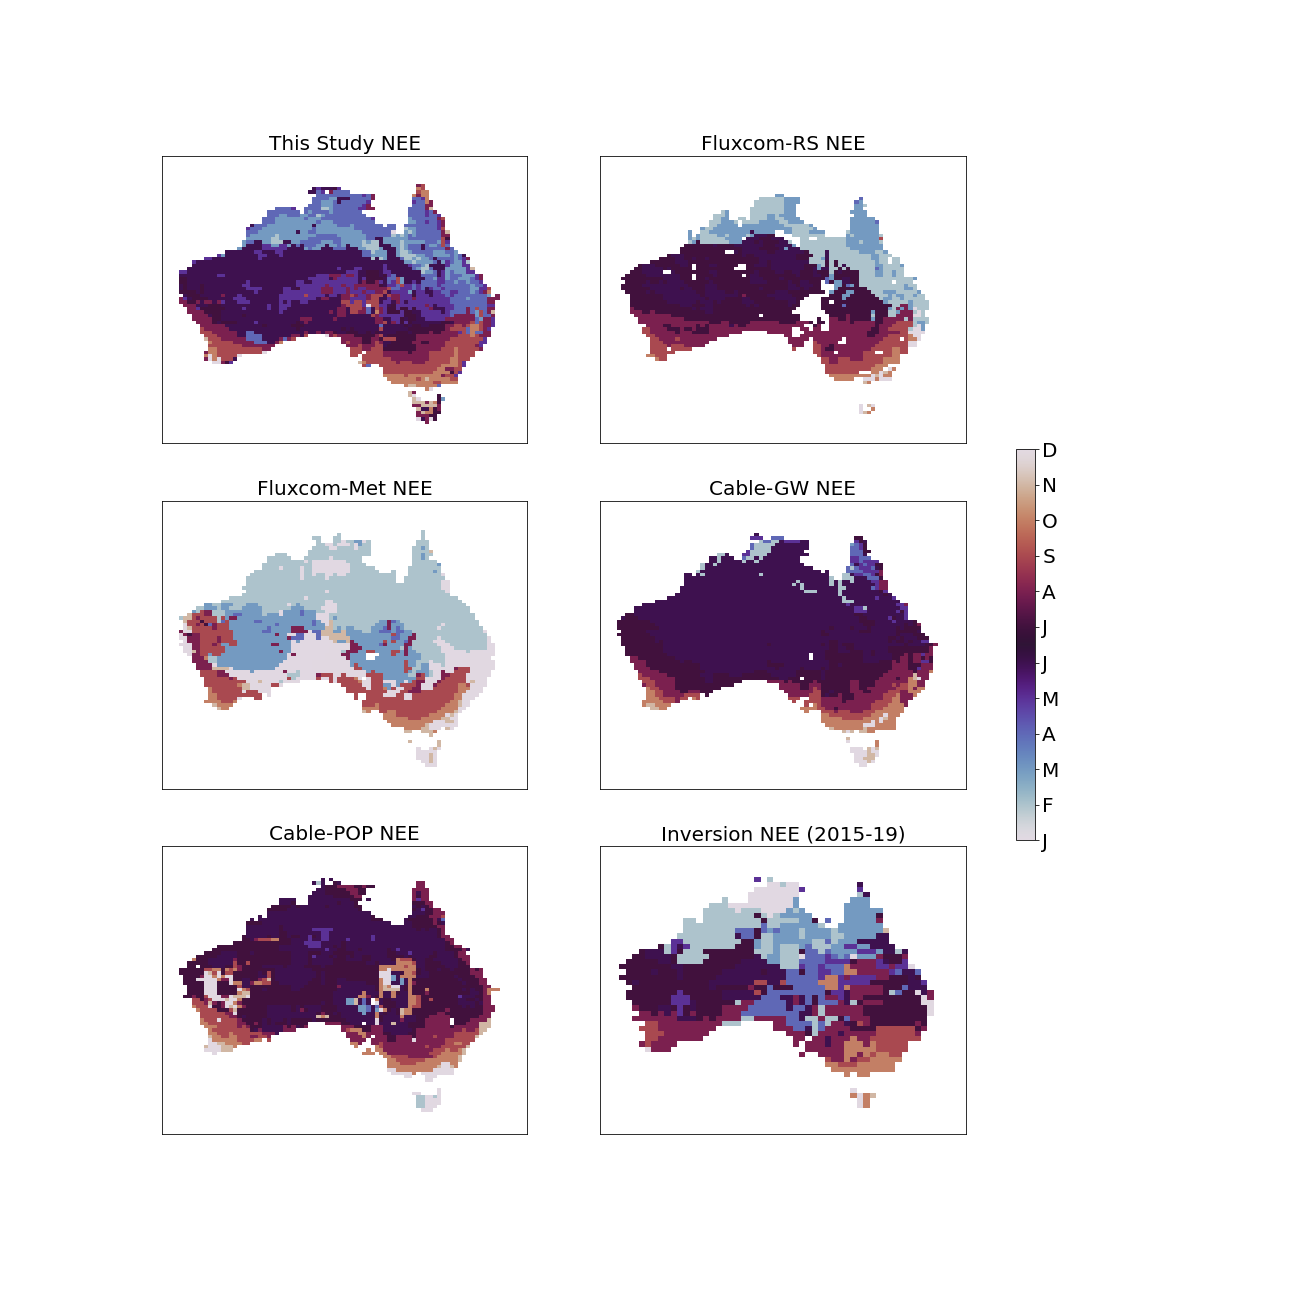 This Study NEE
Fluxcom-RS NEE
Fluxcom-Met NEE
Cable-GW NEE
Cable-POP NEE
Inversion NEE (2015-19)
D
N
O
S
A
J
J
M
A
M
F
J